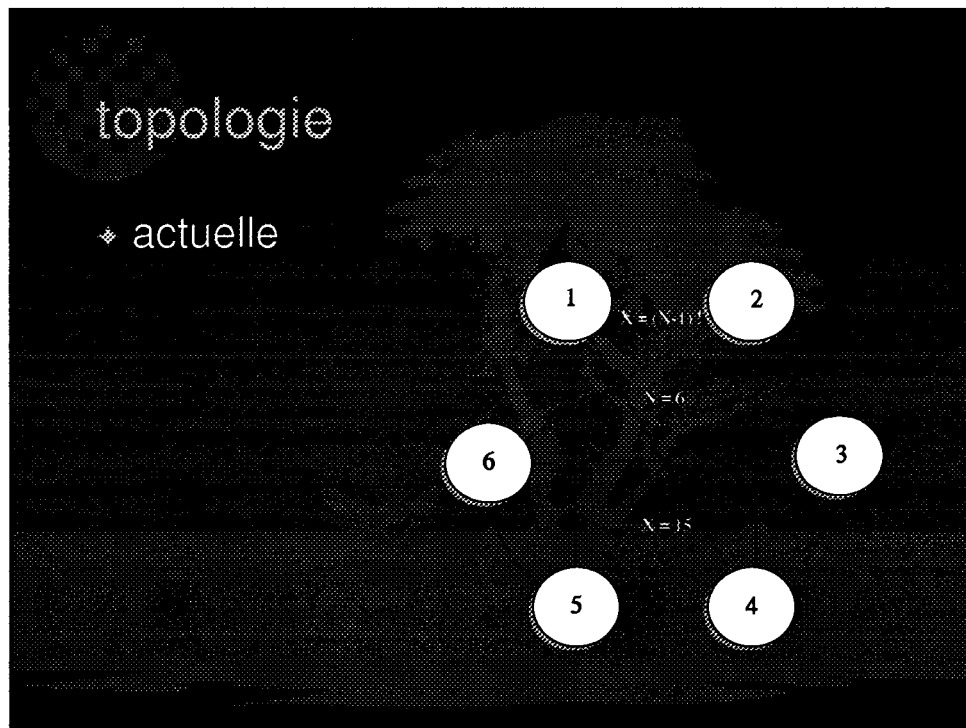 topologie
actuelle
1
2
X = (N-1)!
X = 6
6
3
X = 15
5
4